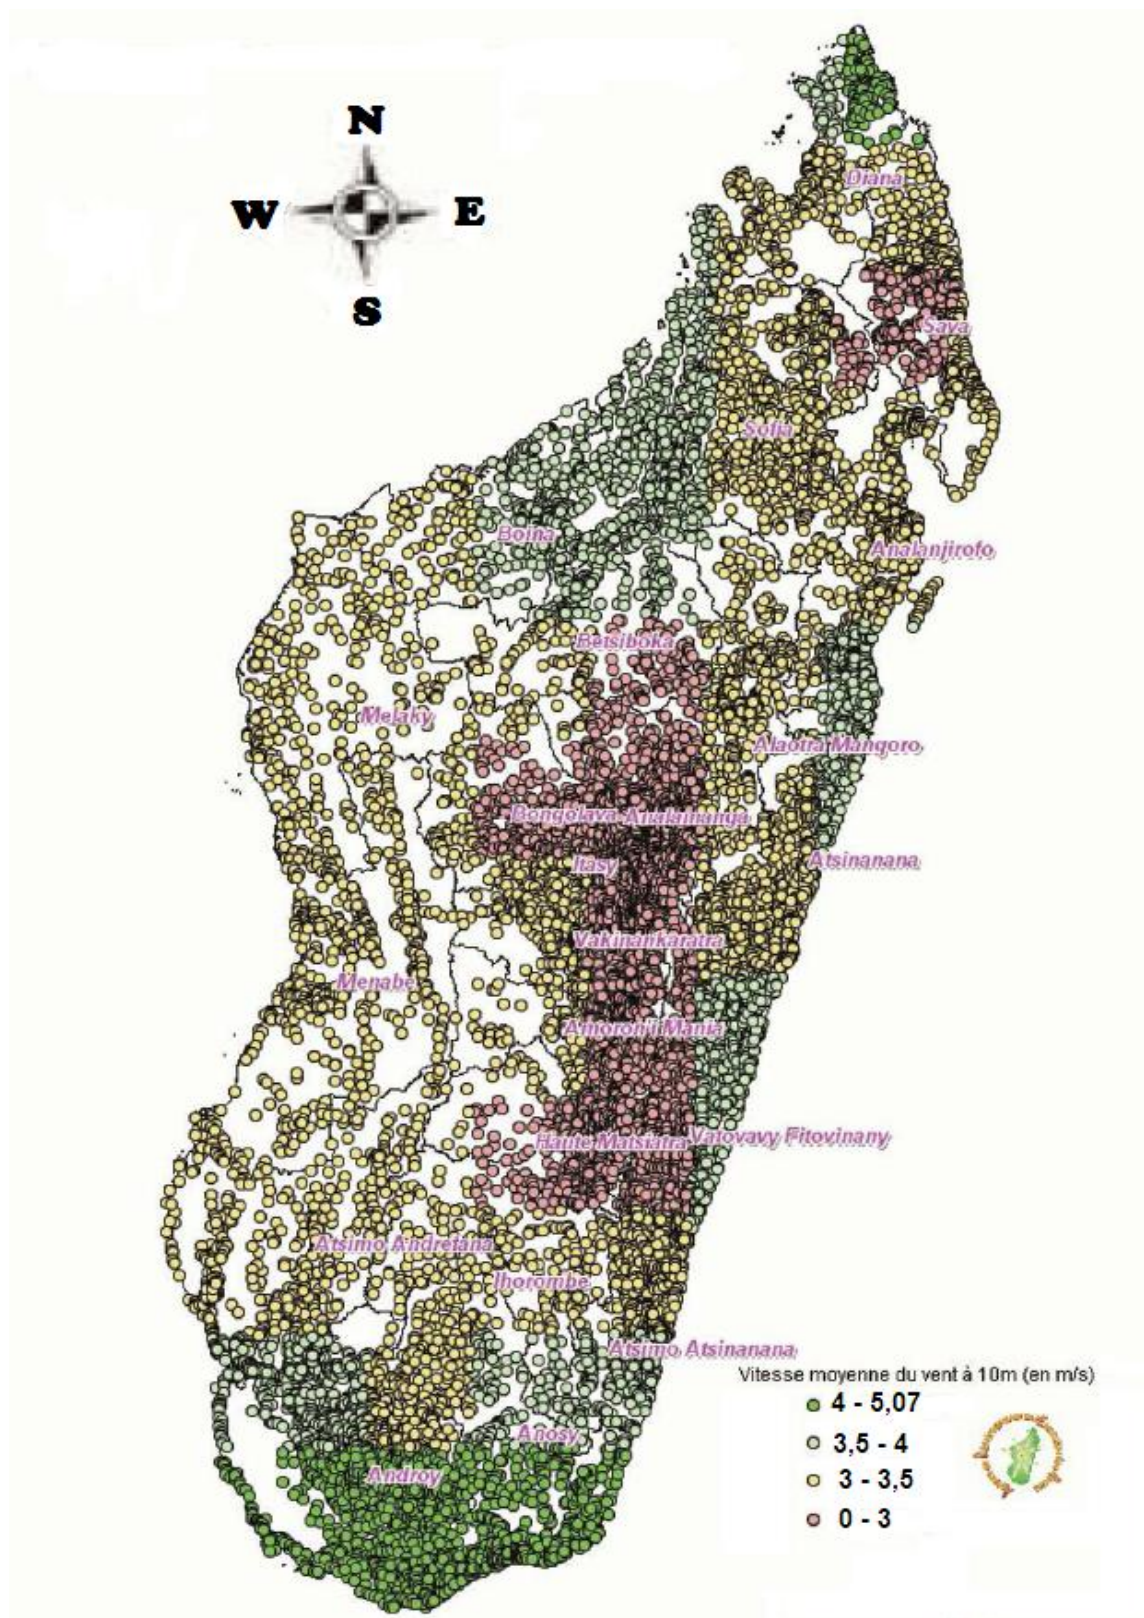 N
W E
S
Diana
Sava
Sofia
Boina
Analanjirofo
Betsiboka
Melaky
Alaotra Mangoro
Bongolava Analamanga
Itasy
Atsinanana
Vakinankaratra
Menabe
Amoron'i Mania
Haute Matsiatra Vatovavy Fitovinany
Atsimo Andrefana
Ihorombe
Atsimo Atsinanana
Vitesse moyenne du vent à 10m (en m/s)
4 - 5,07
3,5 - 4
3 - 3,5
0 - 3
Anosy
Androy